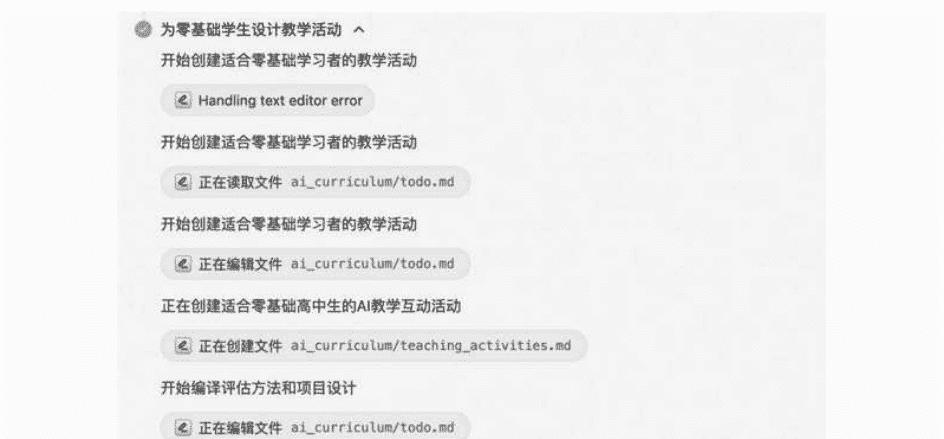 为零基础学生设计教学活动
开始创建适合零基础学习者的教学活动
Handling text editor error
开始创建适合零基础学习者的教学活动
正在读取文件 ai_curriculum/todo.md
开始创建适合零基础学习者的教学活动
正在编辑文件 ai_curriculum/todo.md
正在创建适合零基础高中生的AI教学互动活动
正在创建文件 ai_curriculum/teaching_activities.md
开始编译评估方法和项目设计
正在编辑文件 ai_curriculum/todo.md